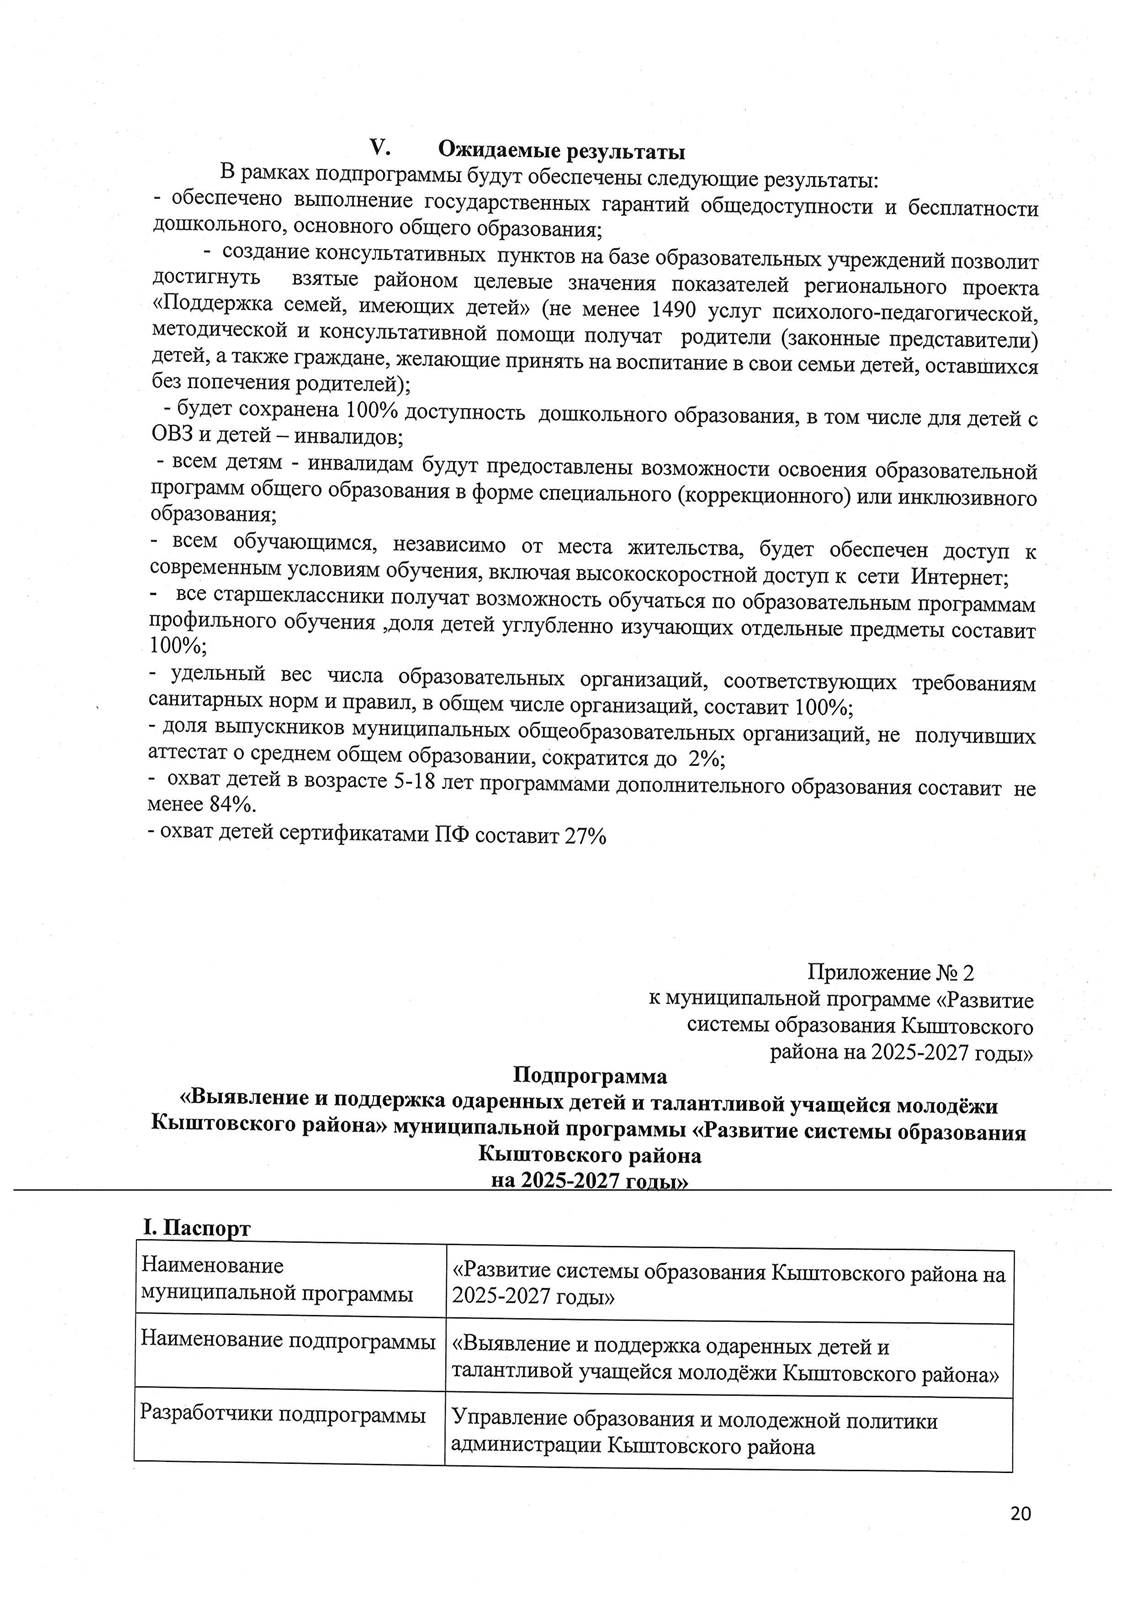 V. Ожидаемые результаты
В рамках подпрограммы будут обеспечены следующие результаты:
- обеспечено выполнение государственных гарантий общедоступности и бесплатности
дошкольного, основного общего образования;
- создание консультативных пунктов на базе образовательных учреждений позволит
достигнуть взятые районом целевые значения показателей регионального проекта
«Поддержка семей, имеющих детей» (не менее 1490 услуг психолого-педагогической,
методической и консультативной помощи получат родители (законные представители)
детей, а также граждане, желающие принять на воспитание в свои семьи детей, оставшихся
без попечения родителей);
- будет сохранена 100% доступность дошкольного образования, в том числе для детей с
ОВЗ и детей – инвалидов;
- всем детям - инвалидам будут предоставлены возможности освоения образовательной
программ общего образования в форме специального (коррекционного) или инклюзивного
образования;
- всем обучающимся, независимо от места жительства, будет обеспечен доступ к
современным условиям обучения, включая высокоскоростной доступ к сети Интернет;
- все старшеклассники получат возможность обучаться по образовательным программам
профильного обучения ,доля детей углубленно изучающих отдельные предметы составит
100%;
- удельный вес числа образовательных организаций, соответствующих требованиям
санитарных норм и правил, в общем числе организаций, составит 100%;
- доля выпускников муниципальных общеобразовательных организаций, не получивших
аттестат о среднем общем образовании, сократится до 2%;
- охват детей в возрасте 5-18 лет программами дополнительного образования составит не
менее 84%.
- охват детей сертификатами ПФ составит 27%
Приложение № 2
к муниципальной программе «Развитие
системы образования Кыштовского
района на 2025-2027 годы»
Подпрограмма
«Выявление и поддержка одаренных детей и талантливой учащейся молодёжи
Кыштовского района» муниципальной программы «Развитие системы образования
Кыштовского района
на 2025-2027 годы»
I. Паспорт
Наименование
муниципальной программы
«Развитие системы образования Кыштовского района на
2025-2027 годы»
Наименование подпрограммы
«Выявление и поддержка одаренных детей и
талантливой учащейся молодёжи Кыштовского района»
Разработчики подпрограммы
Управление образования и молодежной политики
администрации Кыштовского района
20